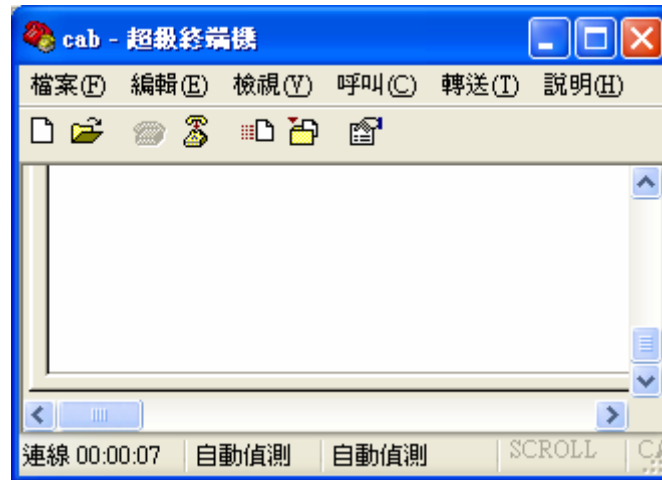 cab - 超級終端機
檔案(F) 編輯(E) 檢視(V) 呼叫(C) 轉送(T) 說明(H)
連線 00:00:07 自動偵測 自動偵測 SCROLL